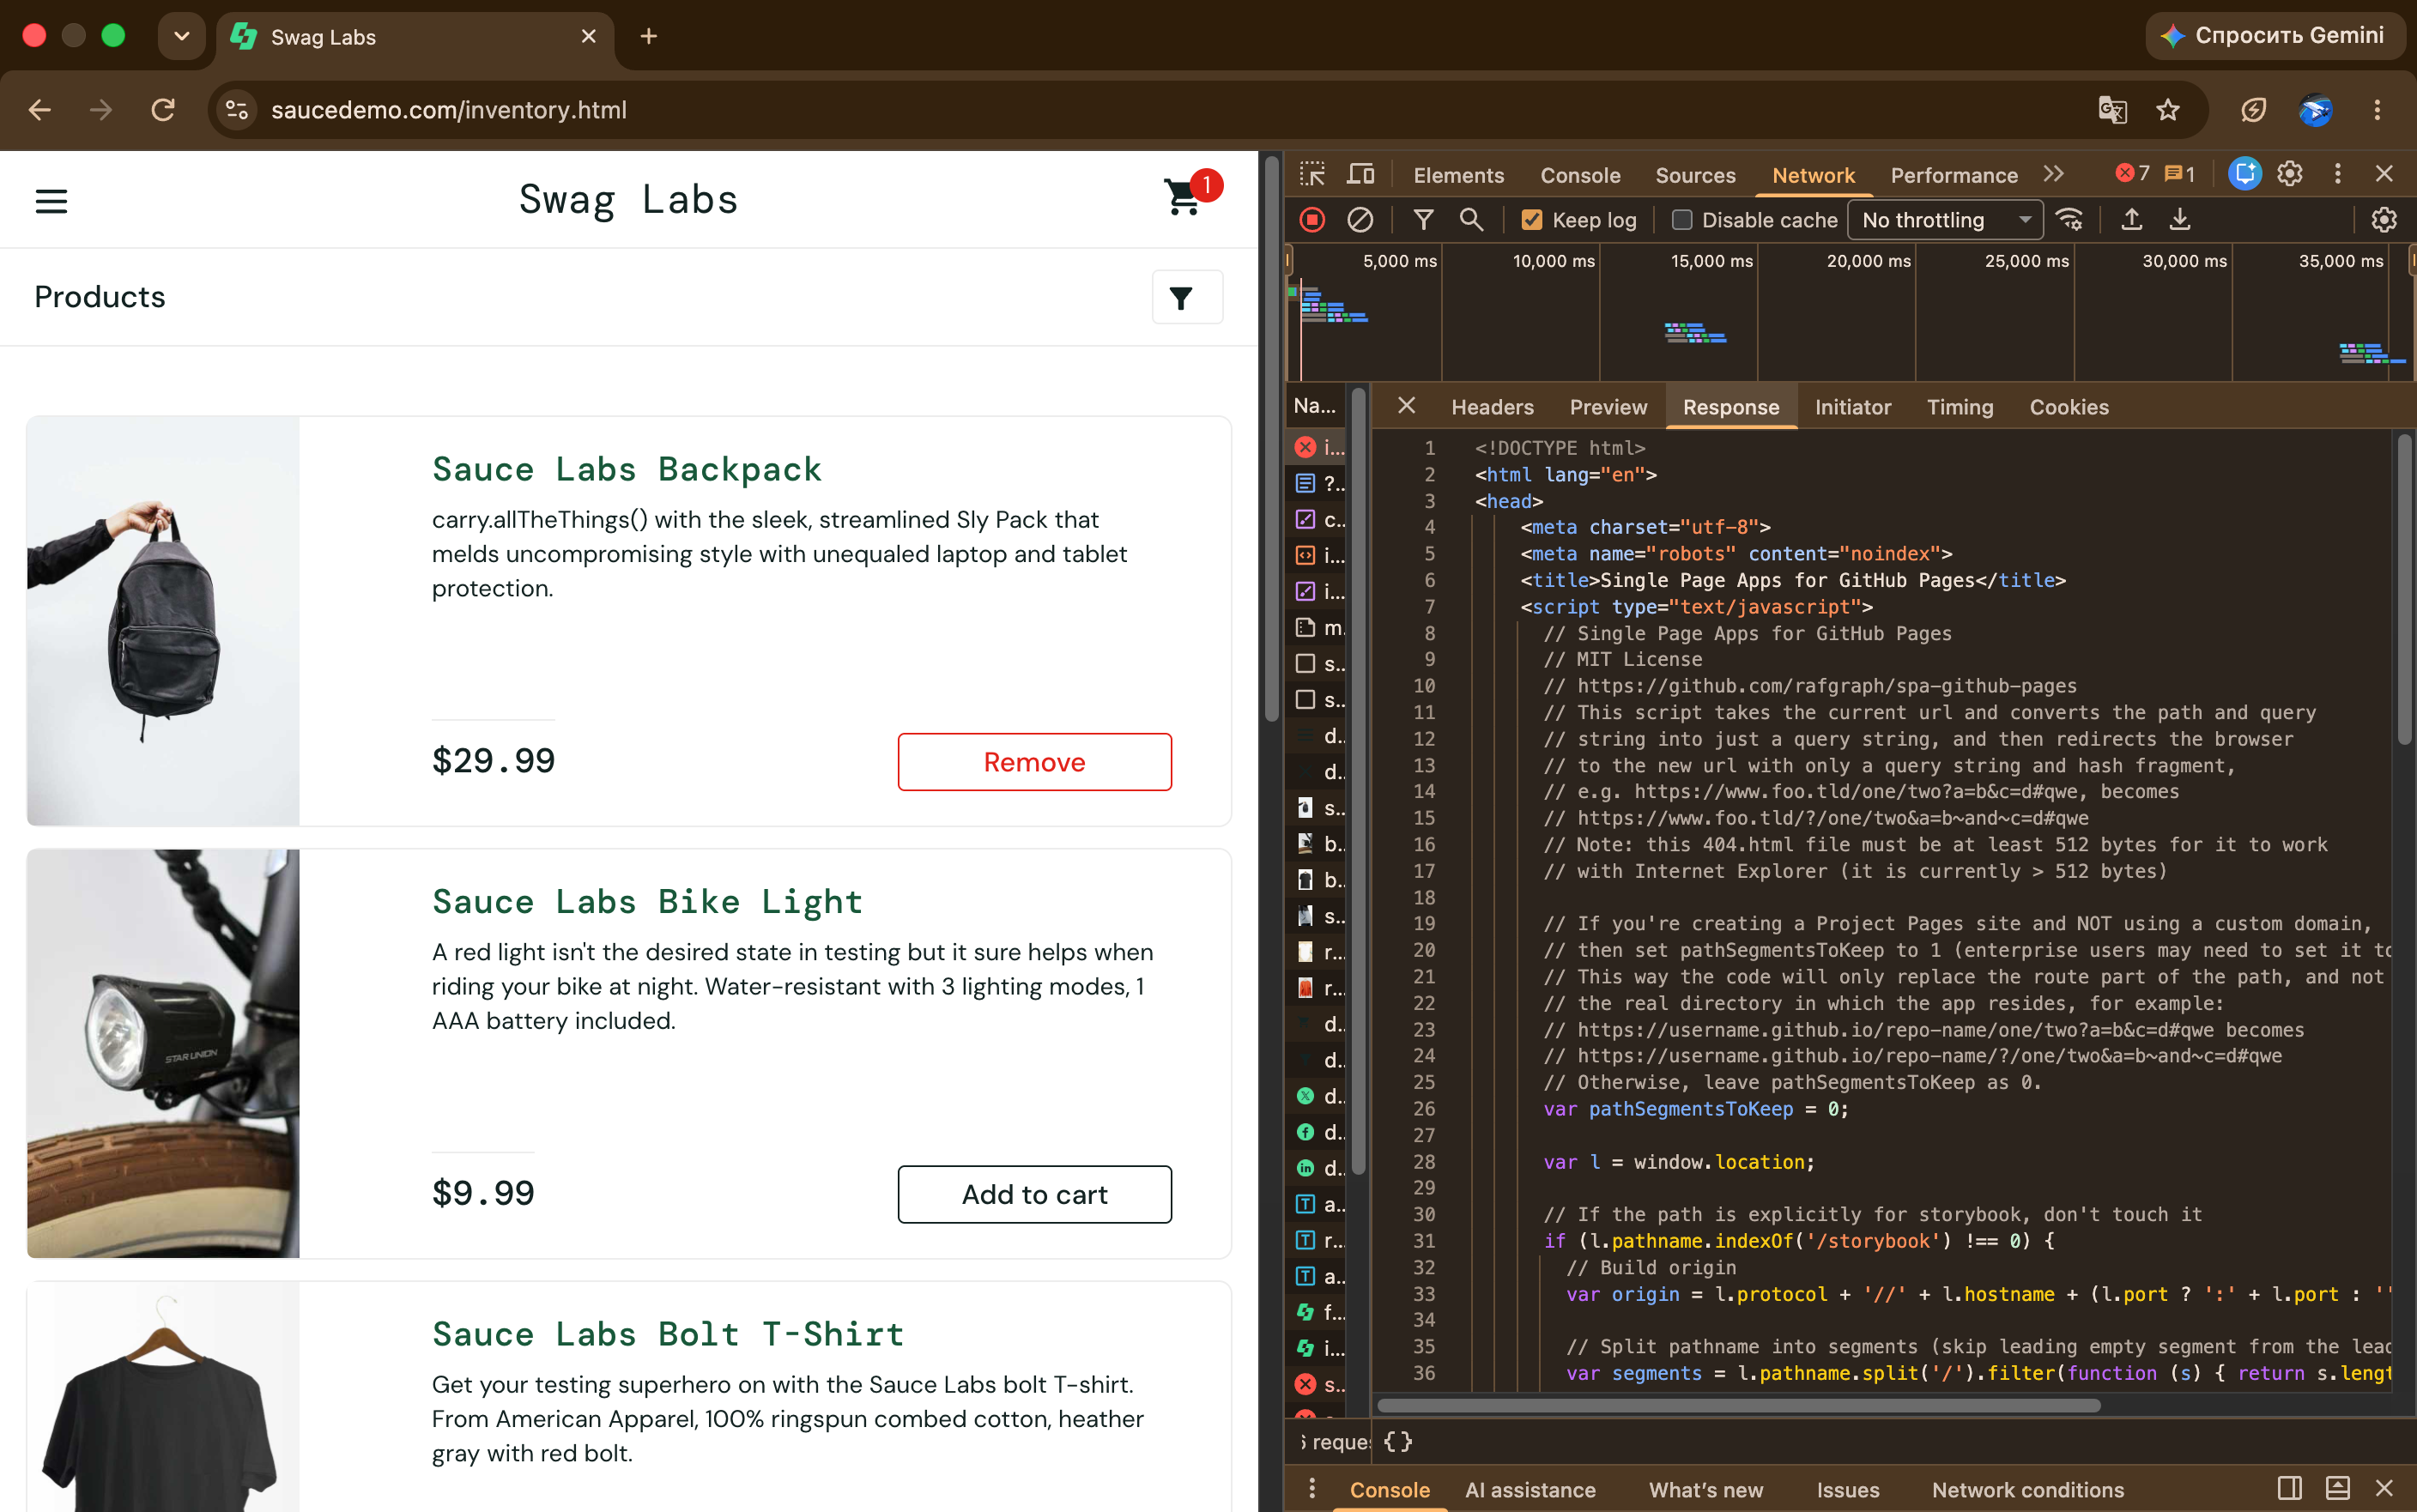 Swag Labs
Спросить Gemini
saucedemo.com/inventory.html
Swag Labs
1
Products
Sauce Labs Backpack
carry.allTheThings() with the sleek, streamlined Sly Pack that
melds uncompromising style with unequaled laptop and tablet
protection.
$29.99
Remove
Sauce Labs Bike Light
A red light isn't the desired state in testing but it sure helps when
riding your bike at night. Water-resistant with 3 lighting modes, 1
AAA battery included.
STAR UNION
$9.99
Add to cart
Sauce Labs Bolt T-Shirt
Get your testing superhero on with the Sauce Labs bolt T-shirt.
From American Apparel, 100% ringspun combed cotton, heather
gray with red bolt.
Elements Console Sources Network Performance 7 1
Keep log Disable cache No throttling
5,000 ms 10,000 ms 15,000 ms 20,000 ms 25,000 ms 30,000 ms 35,000 ms
Na...
i...
?..
c..
i...
i...
m.
s..
s..
d..
d..
s..
b..
b..
s..
r...
r...
d..
d..
d..
d..
d..
a..
r...
a..
f...
i...
s..
Headers Preview Response Initiator Timing Cookies
1 <!DOCTYPE html>
2 <html lang="en">
3 <head>
4 <meta charset="utf-8">
5 <meta name="robots" content="noindex">
6 <title>Single Page Apps for GitHub Pages</title>
7 <script type="text/javascript">
8 // Single Page Apps for GitHub Pages
9 // MIT License
10 // https://github.com/rafgraph/spa-github-pages
11 // This script takes the current url and converts the path and query
12 // string into just a query string, and then redirects the browser
13 // to the new url with only a query string and hash fragment,
14 // e.g. https://www.foo.tld/one/two?a=b&c=d#qwe, becomes
15 // https://www.foo.tld/?/one/two&a=b~and~c=d#qwe
16 // Note: this 404.html file must be at least 512 bytes for it to work
17 // with Internet Explorer (it is currently > 512 bytes)
18
19 // If you're creating a Project Pages site and NOT using a custom domain,
20 // then set pathSegmentsToKeep to 1 (enterprise users may need to set it to
21 // This way the code will only replace the route part of the path, and not
22 // the real directory in which the app resides, for example:
23 // https://username.github.io/repo-name/one/two?a=b&c=d#qwe becomes
24 // https://username.github.io/repo-name/?/one/two&a=b~and~c=d#qwe
25 // Otherwise, leave pathSegmentsToKeep as 0.
26 var pathSegmentsToKeep = 0;
27
28 var l = window.location;
29
30 // If the path is explicitly for storybook, don't touch it
31 if (l.pathname.indexOf('/storybook') !== 0) {
32 // Build origin
33 var origin = l.protocol + '//' + l.hostname + (l.port ? ':' + l.port : ''
34
35 // Split pathname into segments (skip leading empty segment from the lead
36 var segments = l.pathname.split('/').filter(function (s) { return s.lengt
reques {}
Console AI assistance What's new Issues Network conditions